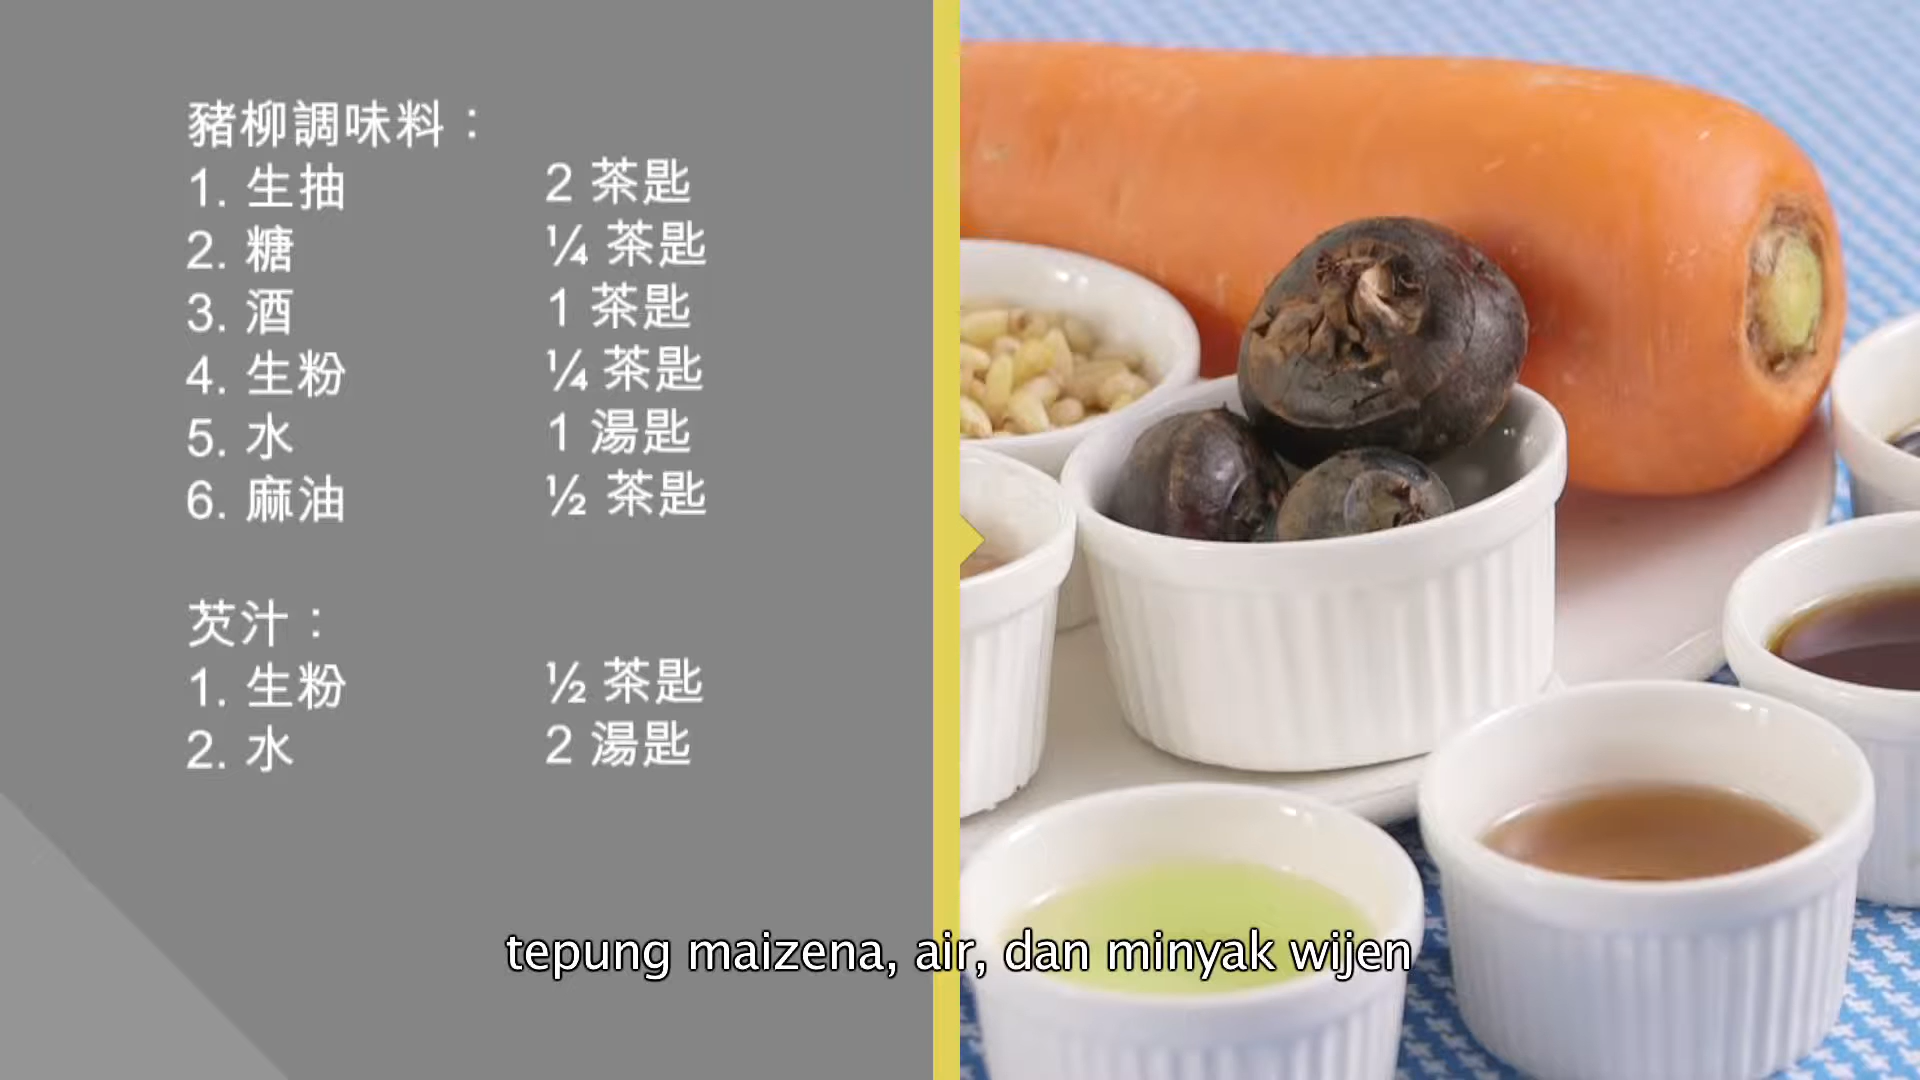 豬柳調味料：
1. 生抽 2 茶匙
2. 糖 ¼ 茶匙
3. 酒 1 茶匙
4. 生粉 ¼ 茶匙
5. 水 1 湯匙
6. 麻油 ½ 茶匙
芡汁：
1. 生粉 ½ 茶匙
2. 水 2 湯匙
tepung maizena, air, dan minyak wijen